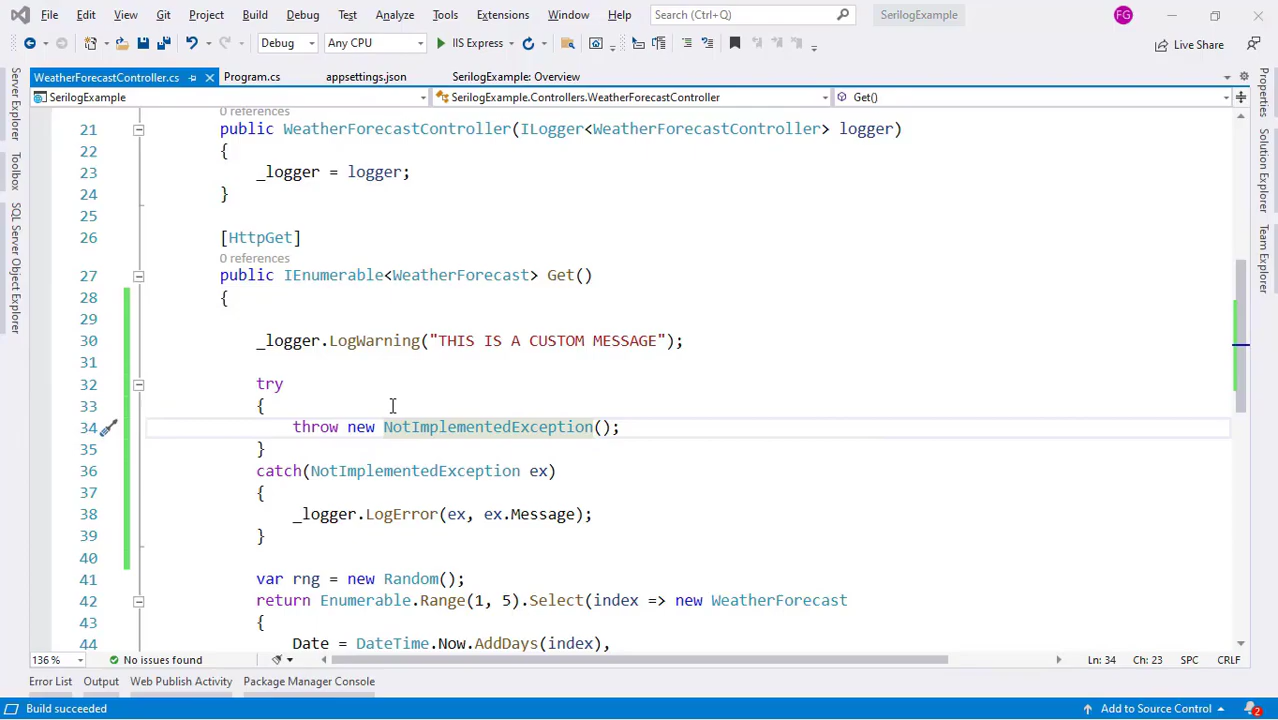 File Edit View Git Project Build Debug Test Analyze Tools Extensions Window Help Search (Ctrl+Q) SerilogExample FG
Debug Any CPU IIS Express Live Share
WeatherForecastController.cs Program.cs appsettings.json SerilogExample: Overview
SerilogExample SerilogExample.Controllers.WeatherForecastController Get()
Server Explorer
Toolbox
SQL Server Object Explorer
Properties
Solution Explorer
Team Explorer
0 references
21 public WeatherForecastController(ILogger<WeatherForecastController> logger)
22 {
23 _logger = logger;
24 }
25
26 [HttpGet]
0 references
27 public IEnumerable<WeatherForecast> Get()
28 {
29
30 _logger.LogWarning("THIS IS A CUSTOM MESSAGE");
31
32 try
33 {
34 throw new NotImplementedException();
35 }
36 catch(NotImplementedException ex)
37 {
38 _logger.LogError(ex, ex.Message);
39 }
40
41 var rng = new Random();
42 return Enumerable.Range(1, 5).Select(index => new WeatherForecast
43 {
44 Date = DateTime.Now.AddDays(index),
136 % No issues found Ln: 34 Ch: 23 SPC CRLF
Error List Output Web Publish Activity Package Manager Console
Build succeeded Add to Source Control 2